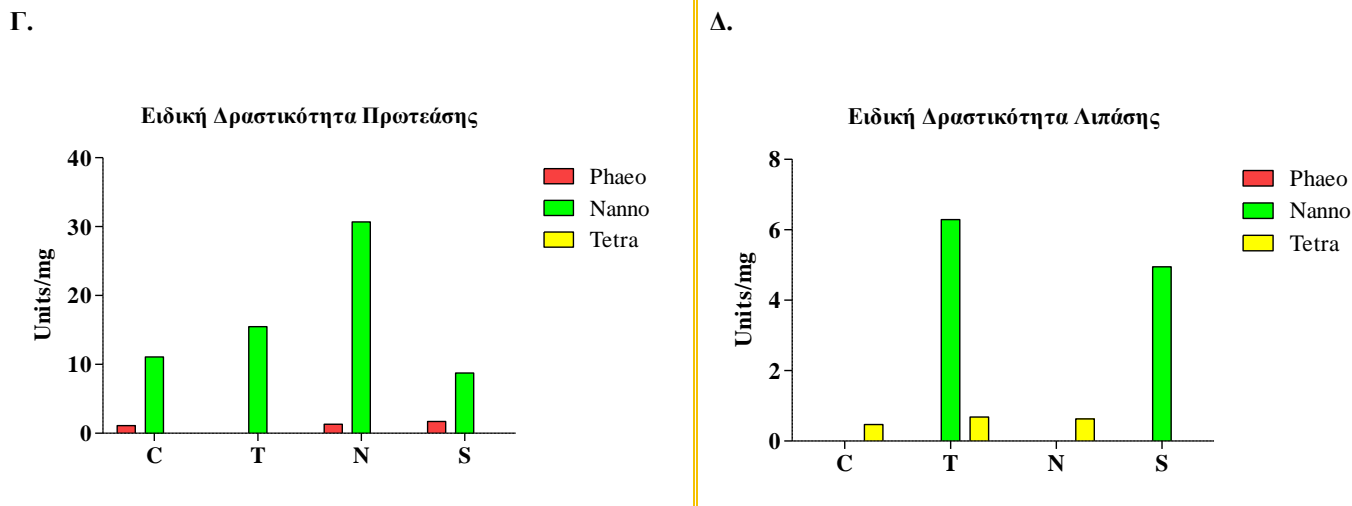 Γ.
Ειδική Δραστικότητα Πρωτεάσης
Units/mg
40
30
20
10
0
C T N S
Phaeo
Nanno
Tetra
Δ.
Ειδική Δραστικότητα Λιπάσης
Units/mg
8
6
4
2
0
C T N S
Phaeo
Nanno
Tetra